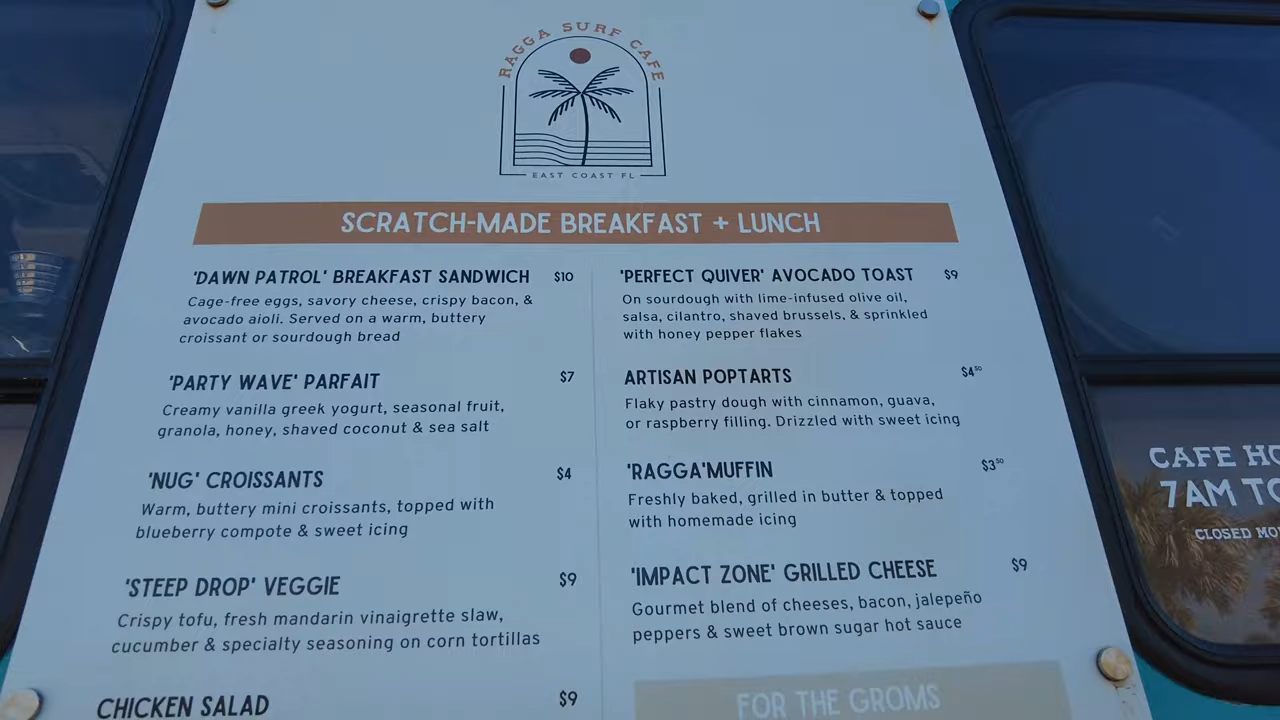 RAGGA SURF CAFE
EAST COAST FL
SCRATCH-MADE BREAKFAST + LUNCH
'DAWN PATROL' BREAKFAST SANDWICH $10
Cage-free eggs, savory cheese, crispy bacon, &
avocado aioli. Served on a warm, buttery
croissant or sourdough bread
'PARTY WAVE' PARFAIT $7
Creamy vanilla greek yogurt, seasonal fruit,
granola, honey, shaved coconut & sea salt
'NUG' CROISSANTS $4
Warm, buttery mini croissants, topped with
blueberry compote & sweet icing
'STEEP DROP' VEGGIE $9
Crispy tofu, fresh mandarin vinaigrette slaw,
cucumber & specialty seasoning on corn tortillas
CHICKEN SALAD $9
'PERFECT QUIVER' AVOCADO TOAST $9
On sourdough with lime-infused olive oil,
salsa, cilantro, shaved brussels, & sprinkled
with honey pepper flakes
ARTISAN POPTARTS $4⁵⁰
Flaky pastry dough with cinnamon, guava,
or raspberry filling. Drizzled with sweet icing
'RAGGA'MUFFIN $3⁵⁰
Freshly baked, grilled in butter & topped
with homemade icing
'IMPACT ZONE' GRILLED CHEESE $9
Gourmet blend of cheeses, bacon, jalepeño
peppers & sweet brown sugar hot sauce
FOR THE GROMS
CAFE HO
7AM TO
CLOSED MO